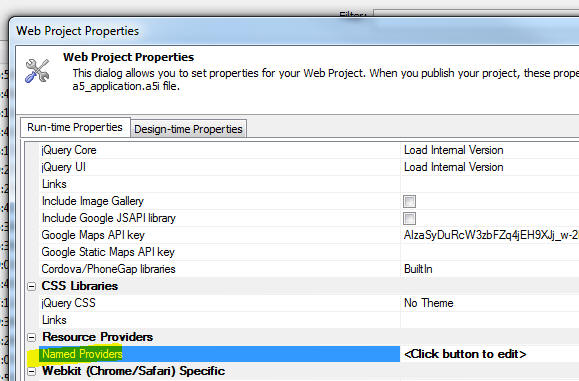 Filter:
Web Project Properties
Web Project Properties
This dialog allows you to set properties for your Web Project. When you publish your project, these
a5_application.a5i file.
Run-time Properties Design-time Properties
jQuery Core Load Internal Version
jQuery UI Load Internal Version
Links
Include Image Gallery
Include Google JSAPI library
Google Maps API key
Google Static Maps API key
Cordova/PhoneGap libraries BuiltIn
CSS Libraries
jQuery CSS No Theme
Links
Resource Providers
Named Providers <Click button to edit>
Webkit (Chrome/Safari) Specific